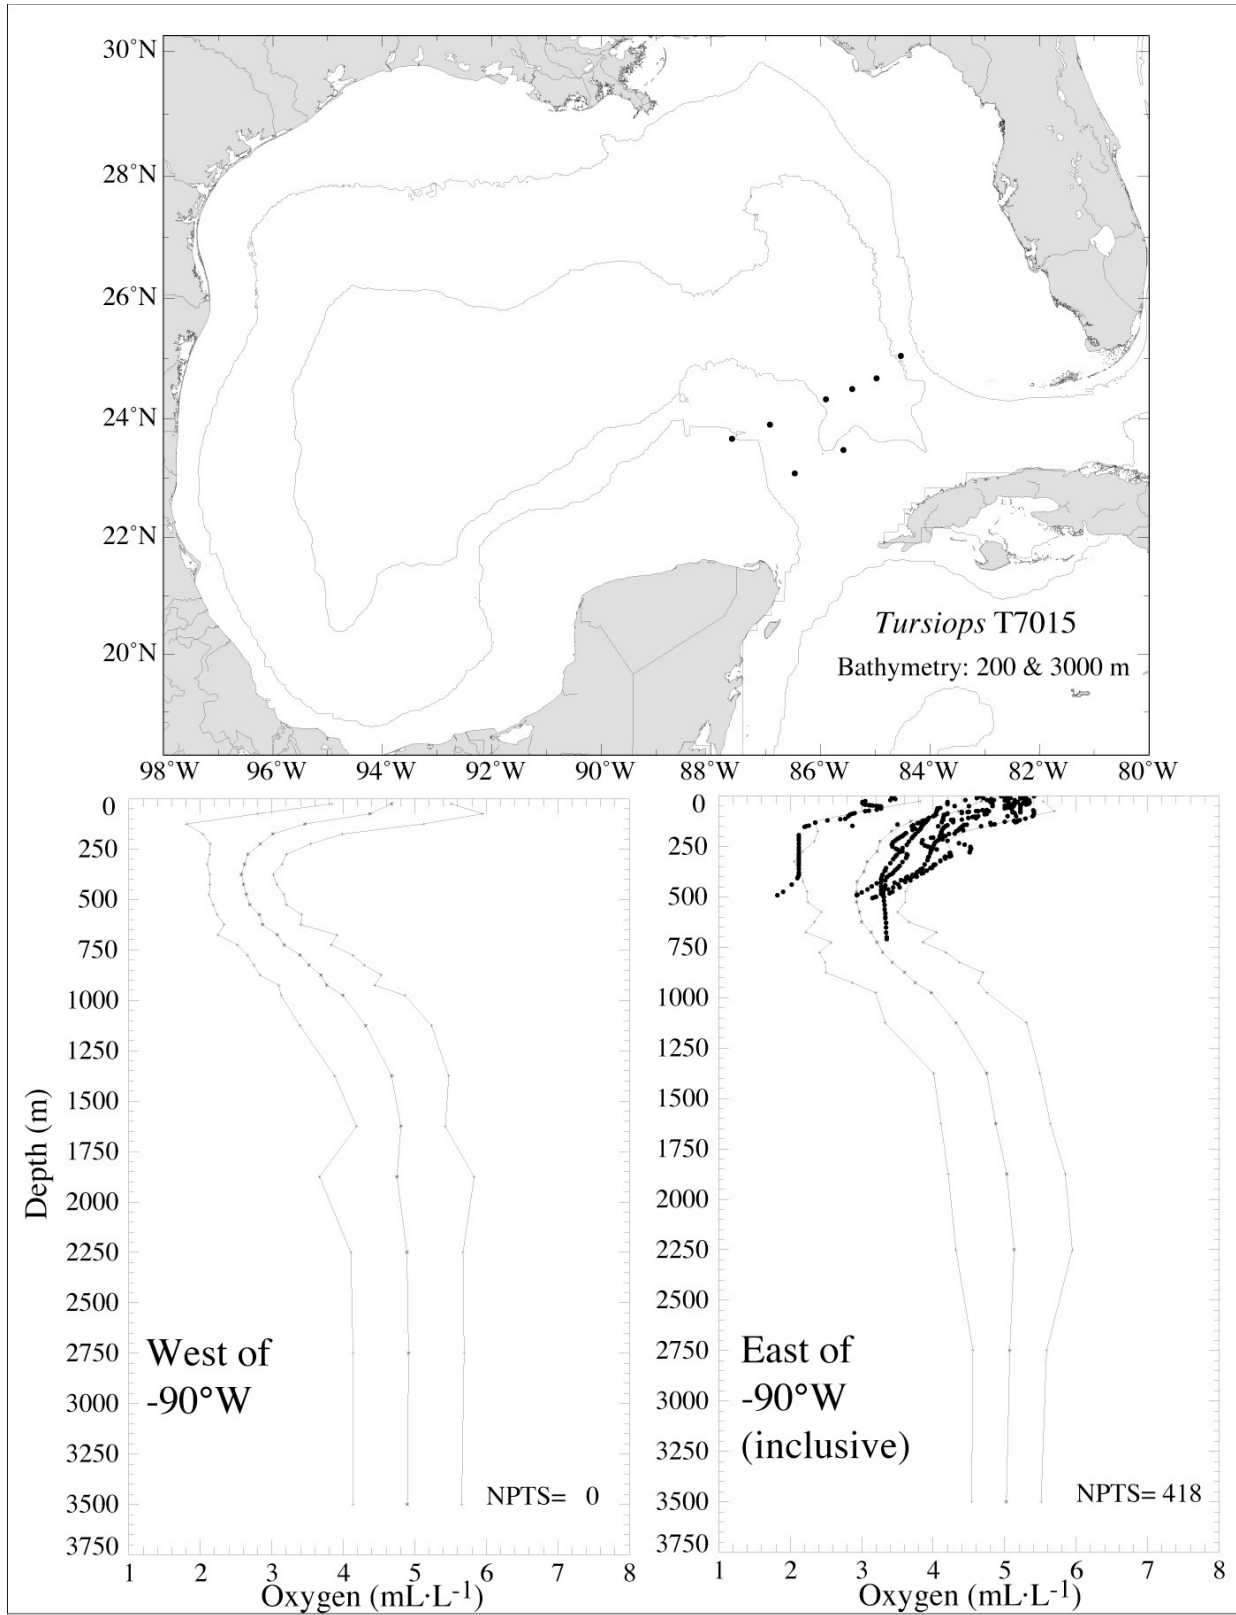 30°N
28°N
26°N
24°N
22°N
20°N
Tursiops T7015
Bathymetry: 200 & 3000 m
98°W 96°W 94°W 92°W 90°W 88°W 86°W 84°W 82°W 80°W
0
250
500
750
1000
1250
1500
1750
2000
2250
2500
2750
3000
3250
3500
3750
Depth (m)
West of
-90°W
NPTS= 0
1 2 3 4 5 6 7 8
Oxygen (mL·L-1)
0
250
500
750
1000
1250
1500
1750
2000
2250
2500
2750
3000
3250
3500
3750
East of
-90°W
(inclusive)
NPTS= 418
1 2 3 4 5 6 7 8
Oxygen (mL·L-1)